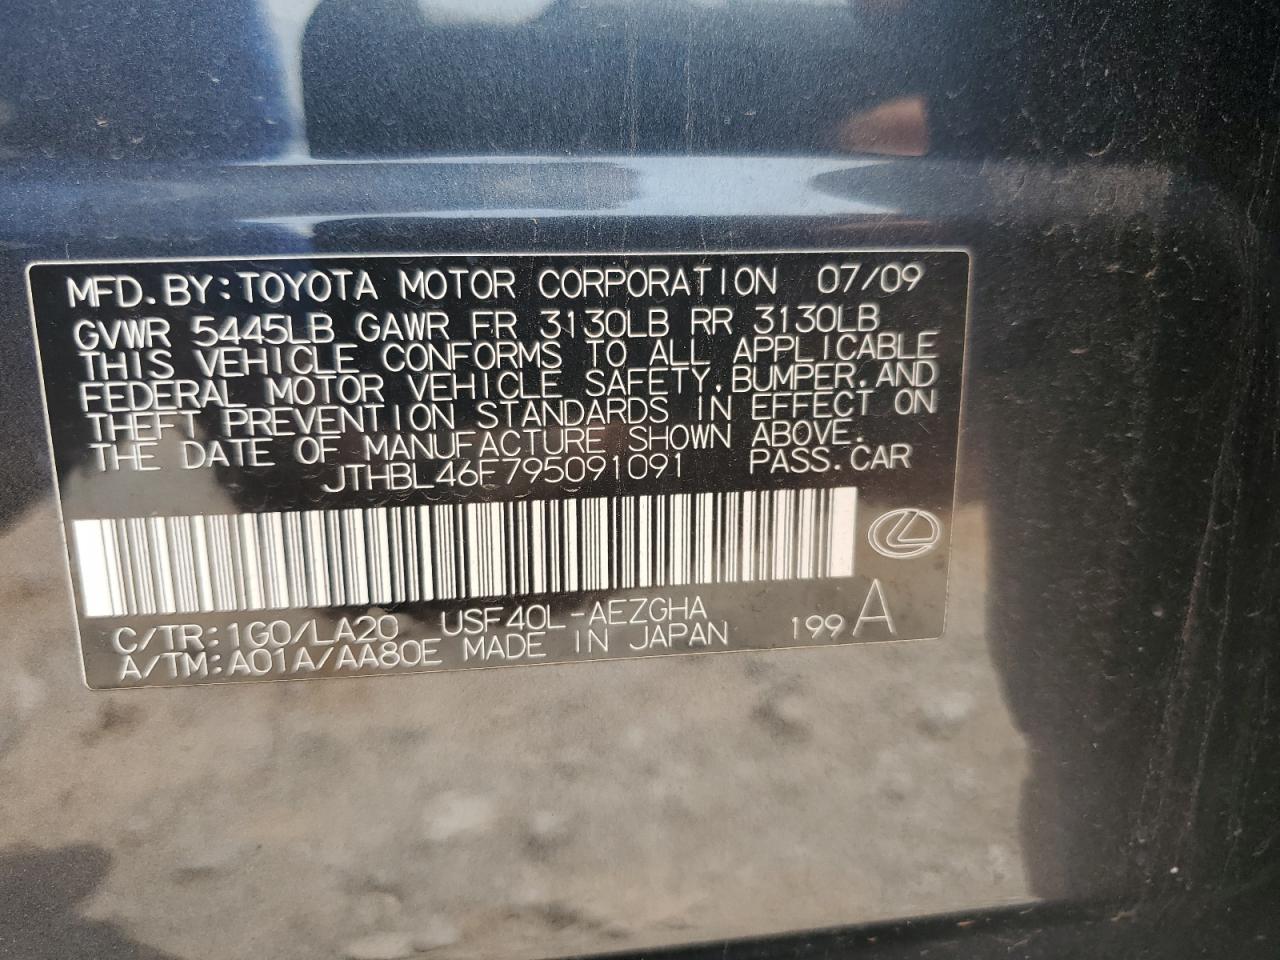 MFD.BY:TOYOTA MOTOR CORPORATION 07/09
GVWR 5445LB GAWR FR 3130LB RR 3130LB
THIS VEHICLE CONFORMS TO ALL APPLICABLE
FEDERAL MOTOR VEHICLE SAFETY,BUMPER,AND
THEFT PREVENTION STANDARDS IN EFFECT ON
THE DATE OF MANUFACTURE SHOWN ABOVE.
JTHBL46F795091091 PASS.CAR
C/TR:1G0/LA20 USF40L-AEZGHA 199 A
A/TM:A01A/AA80E MADE IN JAPAN